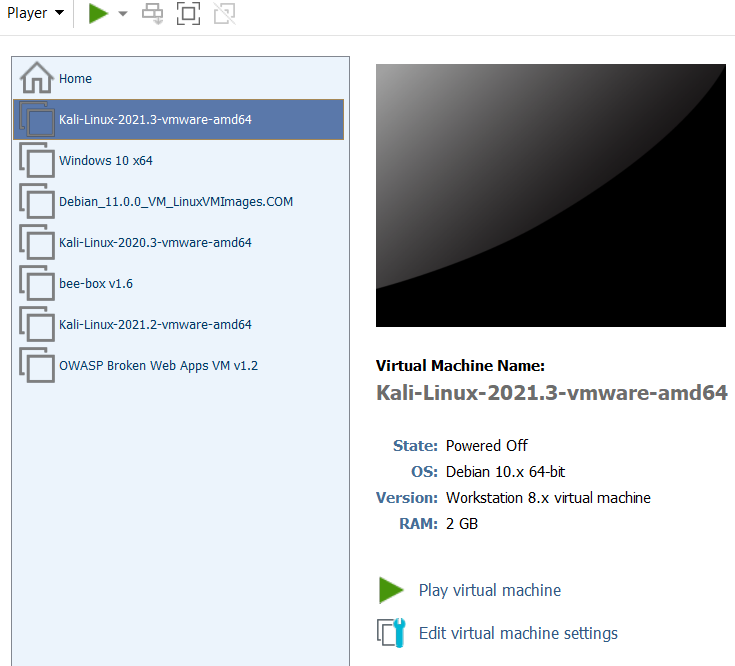 Player
Home
Kali-Linux-2021.3-vmware-amd64
Windows 10 x64
Debian_11.0.0_VM_LinuxVMImages.COM
Kali-Linux-2020.3-vmware-amd64
bee-box v1.6
Kali-Linux-2021.2-vmware-amd64
OWASP Broken Web Apps VM v1.2
Virtual Machine Name:
Kali-Linux-2021.3-vmware-amd64
State: Powered Off
OS: Debian 10.x 64-bit
Version: Workstation 8.x virtual machine
RAM: 2 GB
Play virtual machine
Edit virtual machine settings